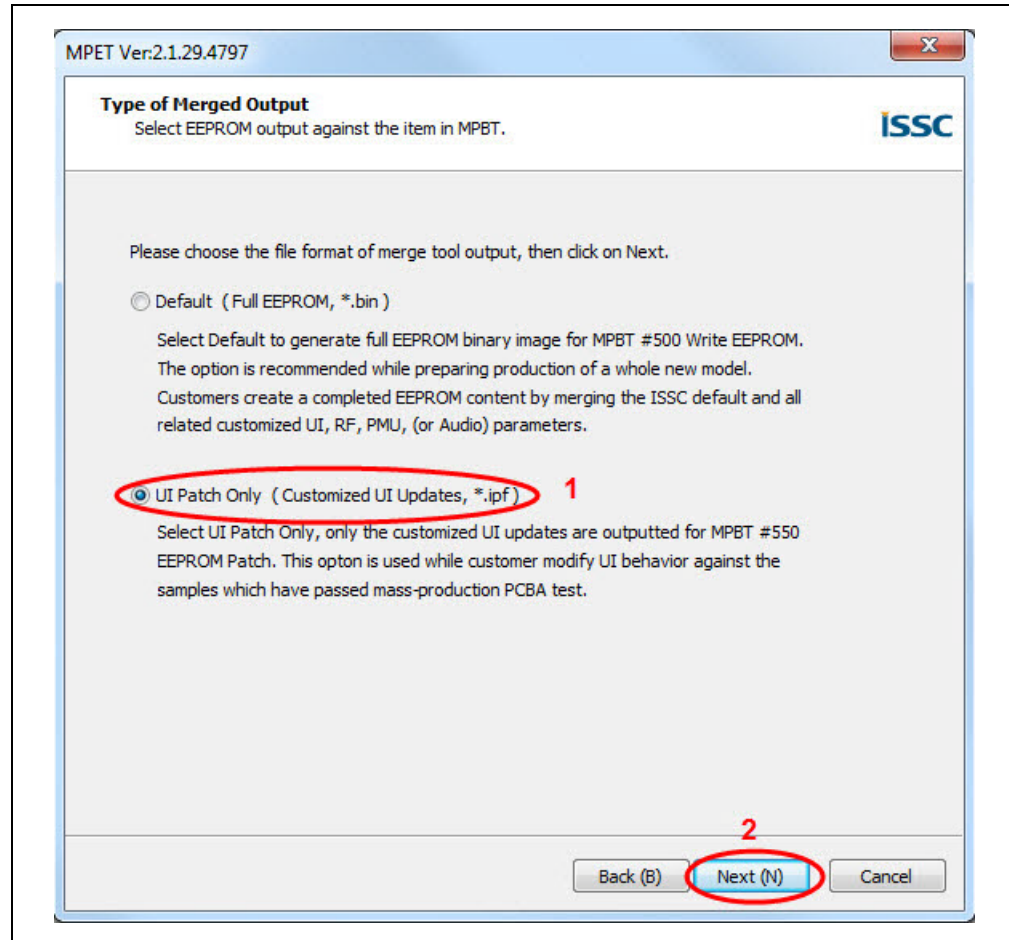 MPET Ver:2.1.29.4797
x
Type of Merged Output
Select EEPROM output against the item in MPBT.
ISSC
Please choose the file format of merge tool output, then click on Next.
Default ( Full EEPROM, *.bin )
Select Default to generate full EEPROM binary image for MPBT #500 Write EEPROM.
The option is recommended while preparing production of a whole new model.
Customers create a completed EEPROM content by merging the ISSC default and all
related customized UI, RF, PMU, (or Audio) parameters.
UI Patch Only ( Customized UI Updates, *.ipf ) 1
Select UI Patch Only, only the customized UI updates are outputted for MPBT #550
EEPROM Patch. This opton is used while customer modify UI behavior against the
samples which have passed mass-production PCBA test.
2
Back (B) Next (N) Cancel